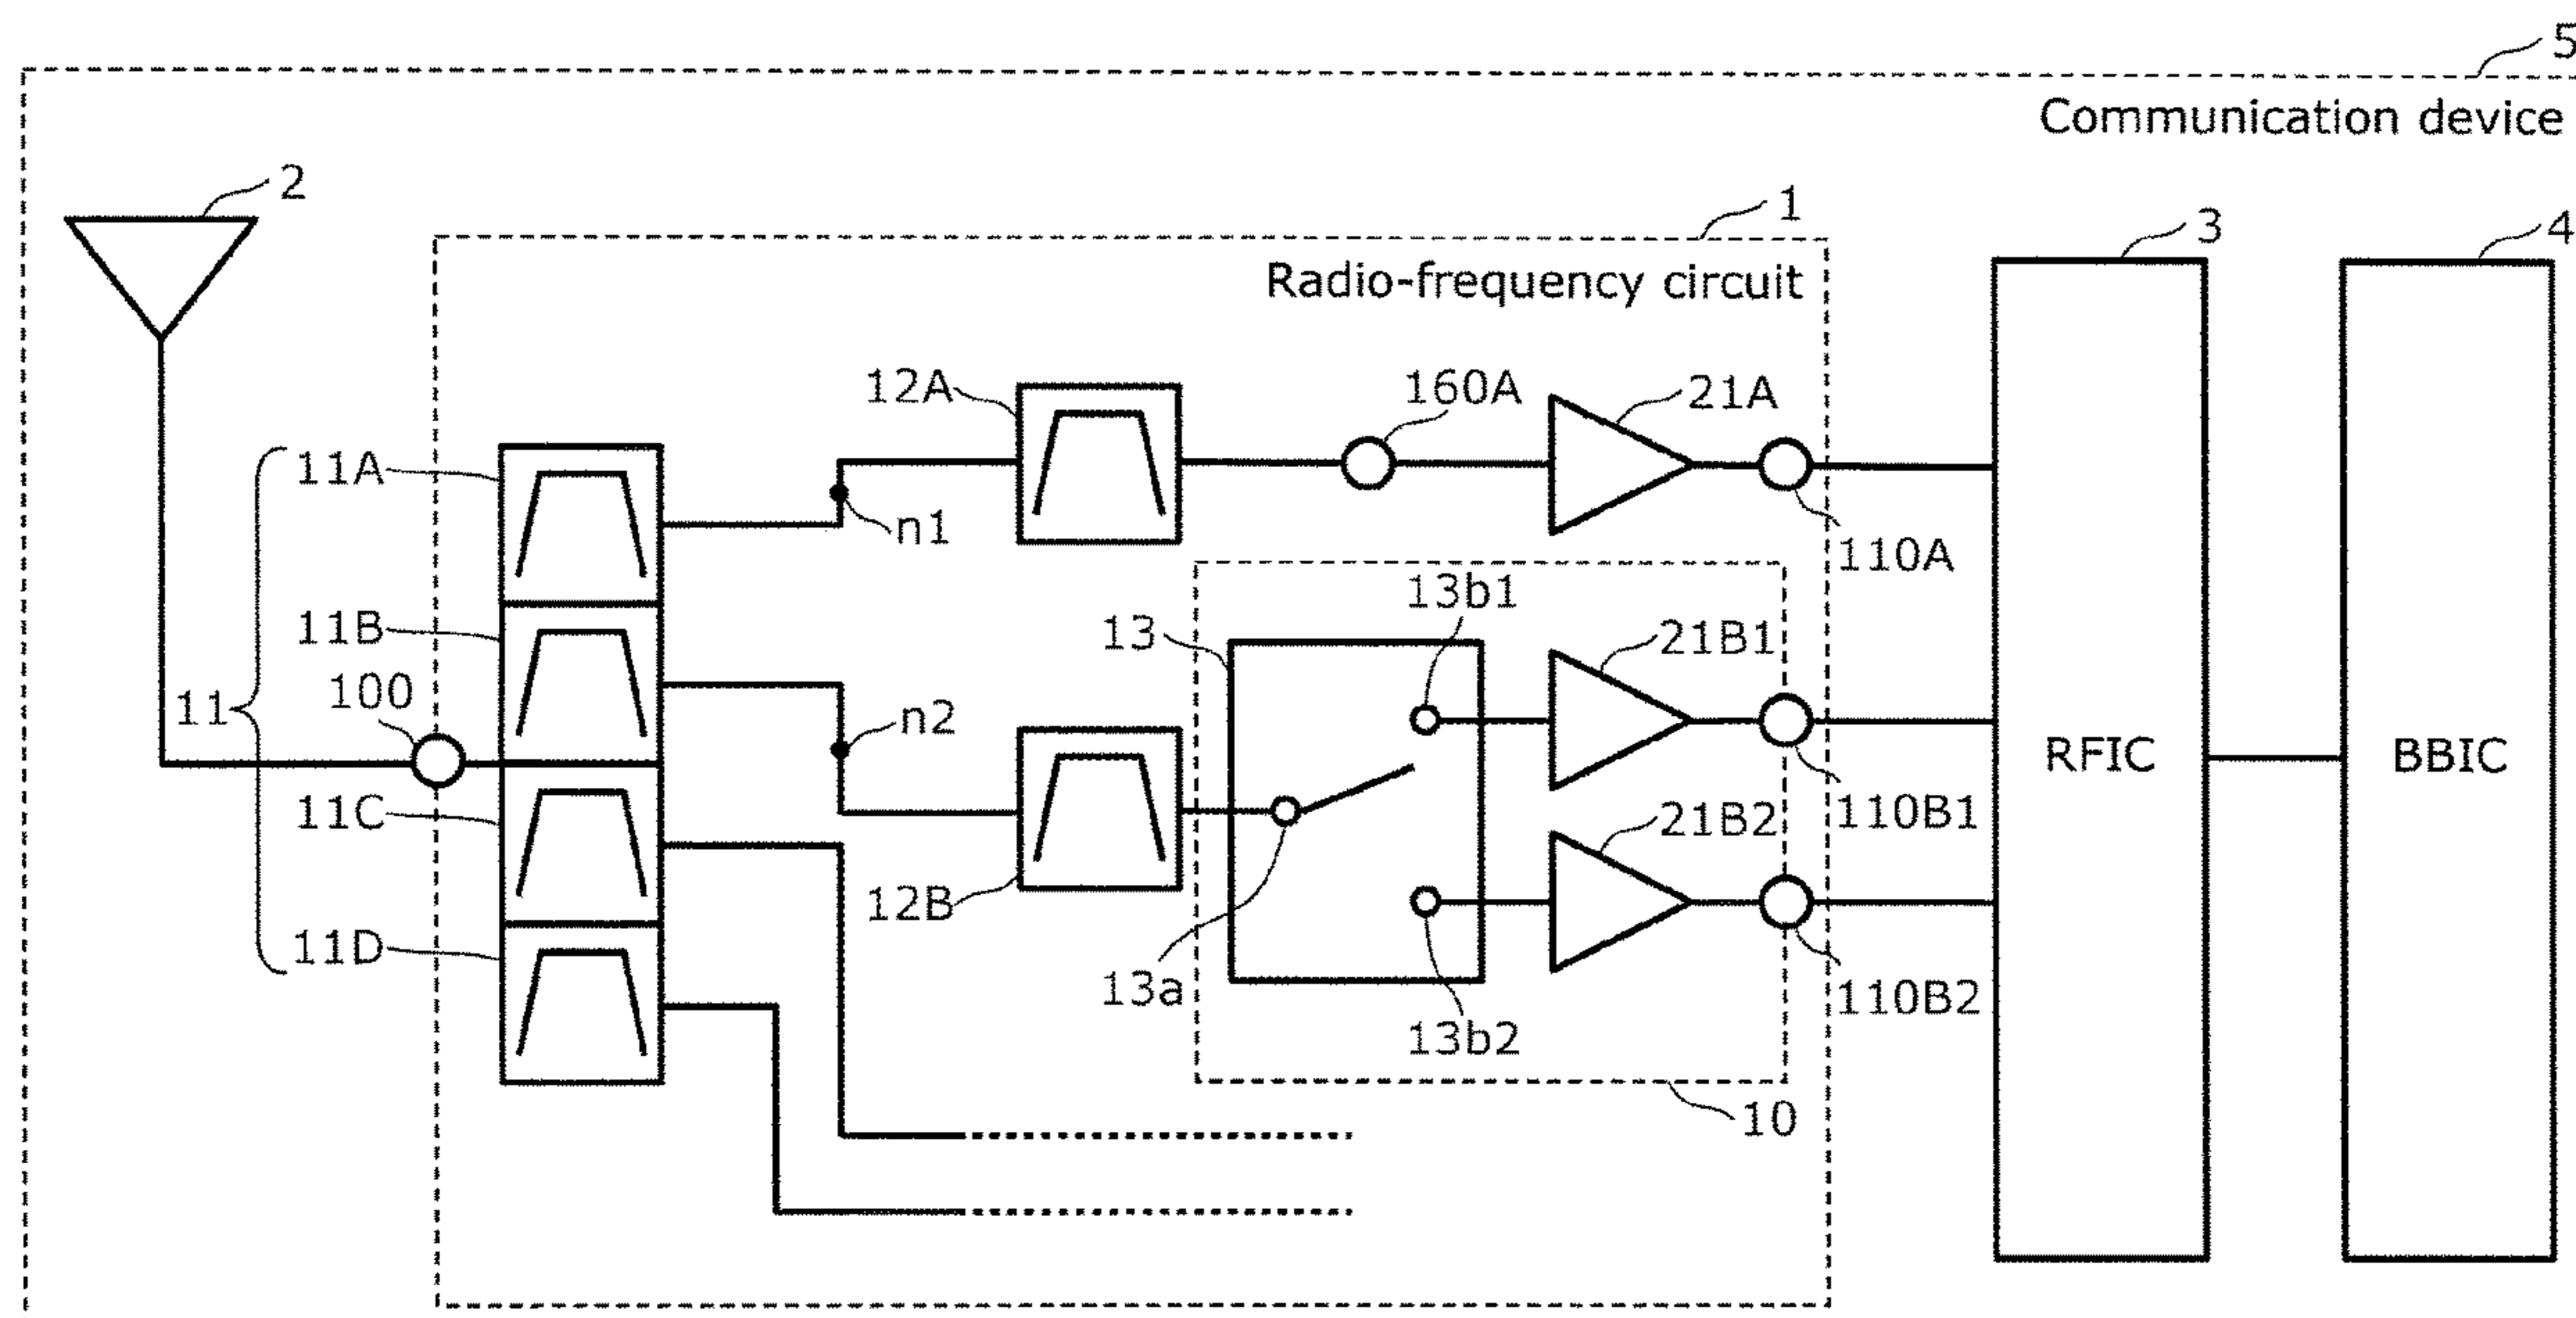 5
Communication device
2
1
3
4
Radio-frequency circuit
12A
160A
21A
11A
n1
110A
13b1
11B
13
21B1
100
11
n2
RFIC
BBIC
11C
21B2
110B1
12B
11D
13a
110B2
13b2
10